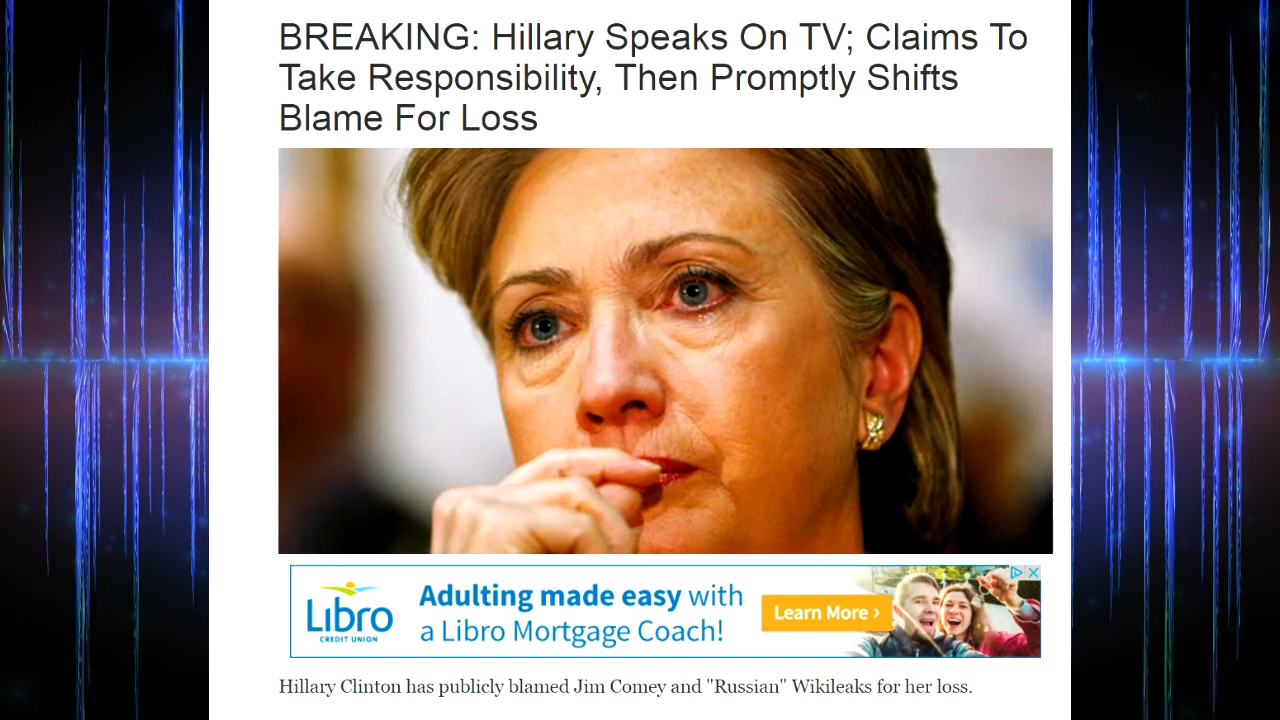 BREAKING: Hillary Speaks On TV; Claims To
Take Responsibility, Then Promptly Shifts
Blame For Loss
Libro
CREDIT UNION
Adulting made easy with
a Libro Mortgage Coach!
Learn More ›
Hillary Clinton has publicly blamed Jim Comey and "Russian" Wikileaks for her loss.